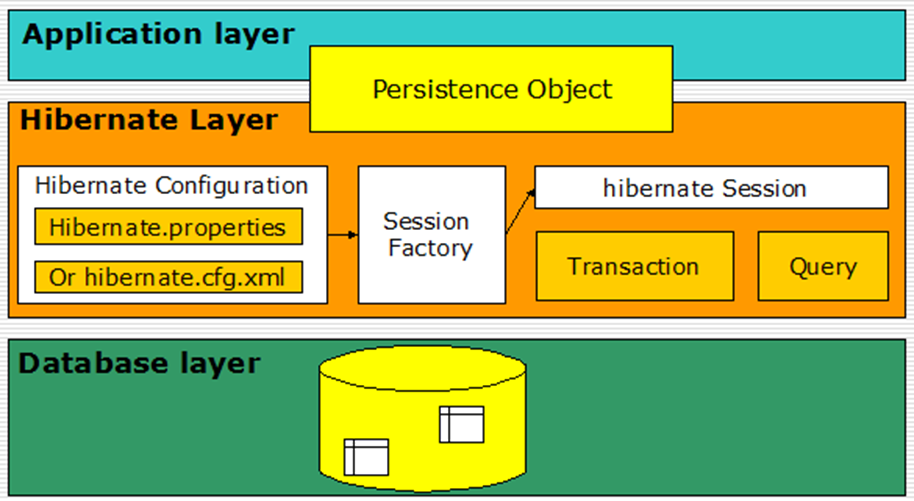 Application layer
Persistence Object
Hibernate Layer
Hibernate Configuration
Hibernate.properties
Or hibernate.cfg.xml
Session
Factory
hibernate Session
Transaction
Query
Database layer